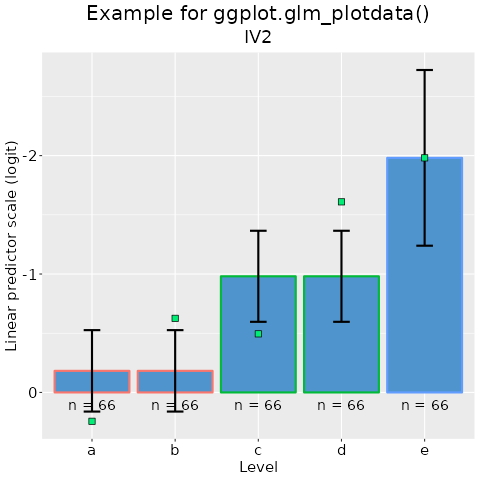 Example for ggplot.glm_plotdata()
IV2
Linear predictor scale (logit)
-2
-1
0
n = 66 n = 66 n = 66 n = 66 n = 66
a b c d e
Level